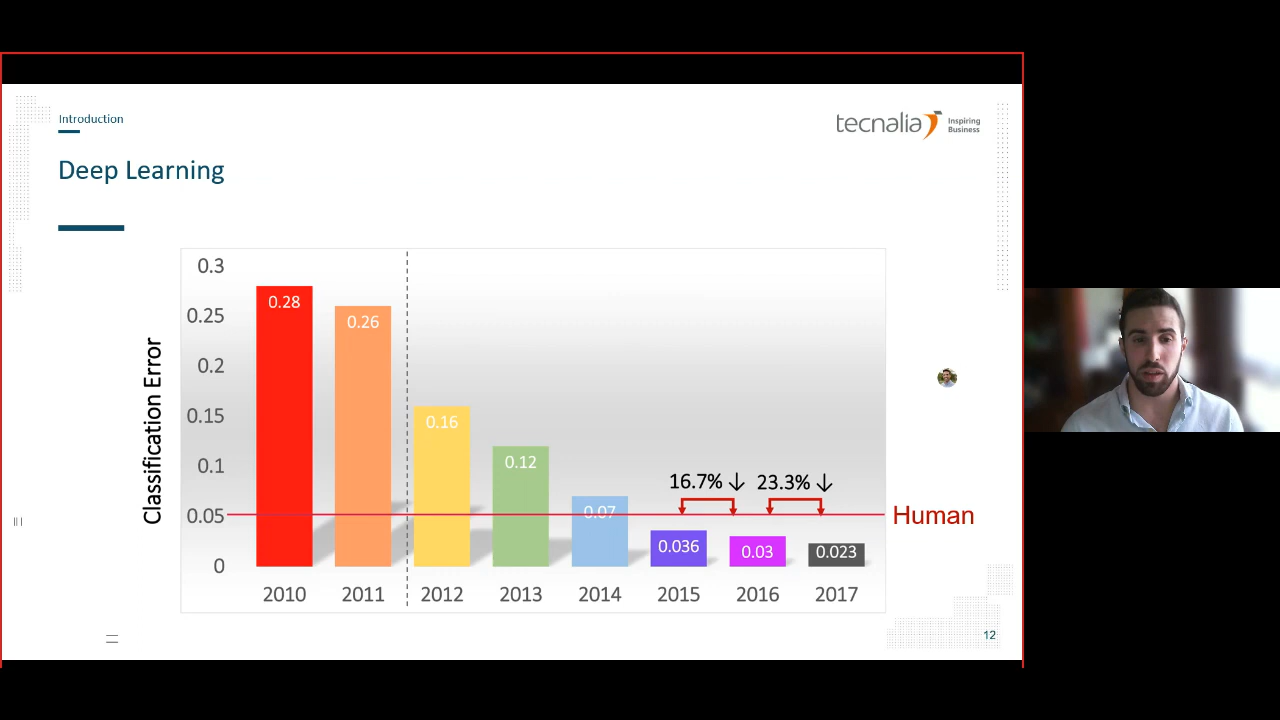 Introduction
tecnalia Inspiring Business
Deep Learning
Classification Error
0.3
0.25
0.2
0.15
0.1
0.05
0
0.28
0.26
0.16
0.12
0.07
0.036
0.03
0.023
16.7% ↓ 23.3% ↓
Human
2010 2011 2012 2013 2014 2015 2016 2017
12